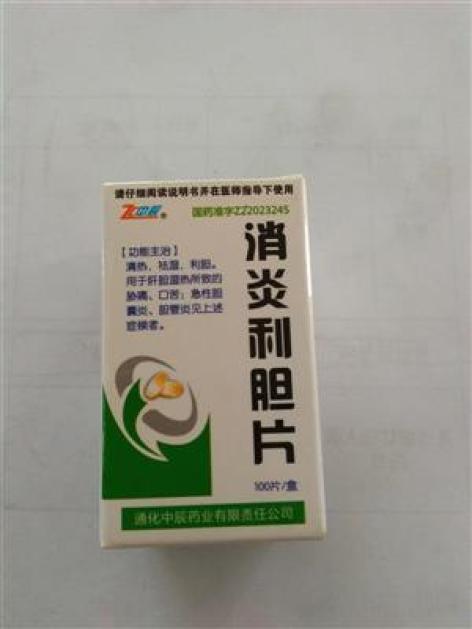 请仔细阅读说明书并在医师指导下使用
中辰®
国药准字ZZ2023245
消炎利胆片
【功能主治】
清热，祛湿，利胆。
用于肝胆湿热所致的
胁痛、口苦；急性胆
囊炎、胆管炎见上述
症候者。
100片/盒
通化中辰药业有限责任公司